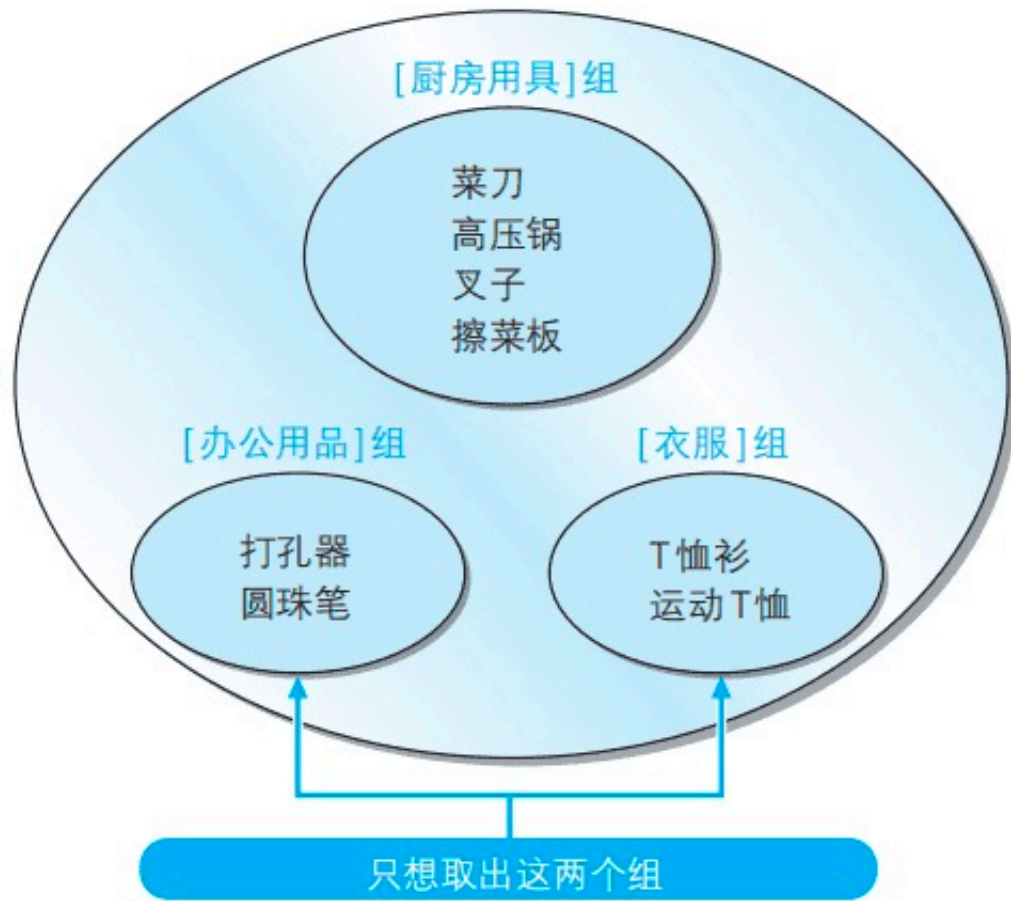 [厨房用具]组
菜刀
高压锅
叉子
擦菜板
[办公用品]组
打孔器
圆珠笔
[衣服]组
T恤衫
运动T恤
只想取出这两个组